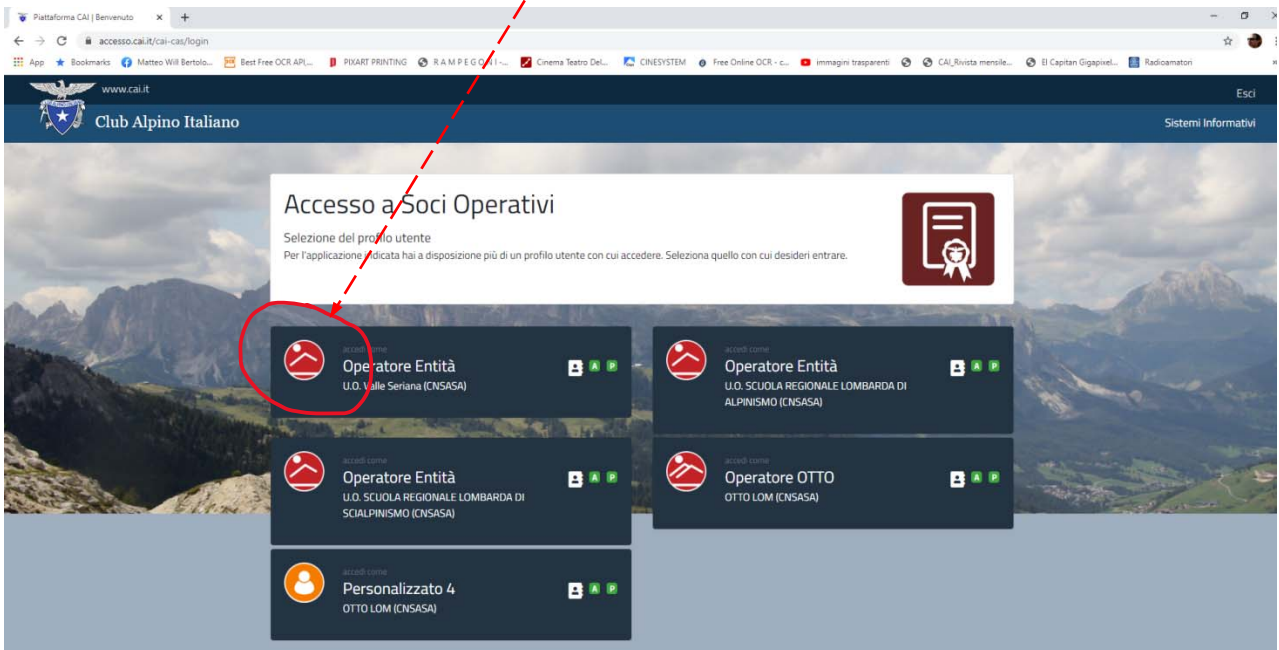 Piattaforma CAI | Benvenuto
accesso.cai.it/cai-cas/login
App
Bookmarks
Matteo Will Bertolo...
Best Free OCR API,...
PIXART PRINTING
R A M P E G O N I -...
Cinema Teatro Del...
CINESYSTEM
Free Online OCR - c...
immagini trasparenti
CAI_Rivista mensile...
El Capitan Gigapixel...
Radioamatori
www.cai.it
Esci
Club Alpino Italiano
Sistemi Informativi
Accesso a Soci Operativi
Selezione del profilo utente
Per l'applicazione indicata hai a disposizione più di un profilo utente con cui accedere. Seleziona quello con cui desideri entrare.
accedi come
Operatore Entità
U.O. Valle Seriana (CNSASA)
A P
accedi come
Operatore Entità
U.O. SCUOLA REGIONALE LOMBARDA DI
ALPINISMO (CNSASA)
A P
accedi come
Operatore Entità
U.O. SCUOLA REGIONALE LOMBARDA DI
SCIALPINISMO (CNSASA)
A P
accedi come
Operatore OTTO
OTTO LOM (CNSASA)
A P
accedi come
Personalizzato 4
OTTO LOM (CNSASA)
A P